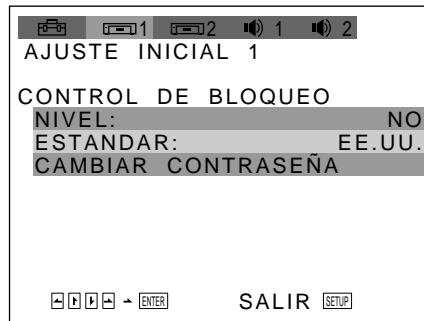 1 2 1 2
AJUSTE INICIAL 1
CONTROL DE BLOQUEO
NIVEL: NO
ESTANDAR: EE.UU.
CAMBIAR CONTRASEÑA
ENTER SALIR SETUP